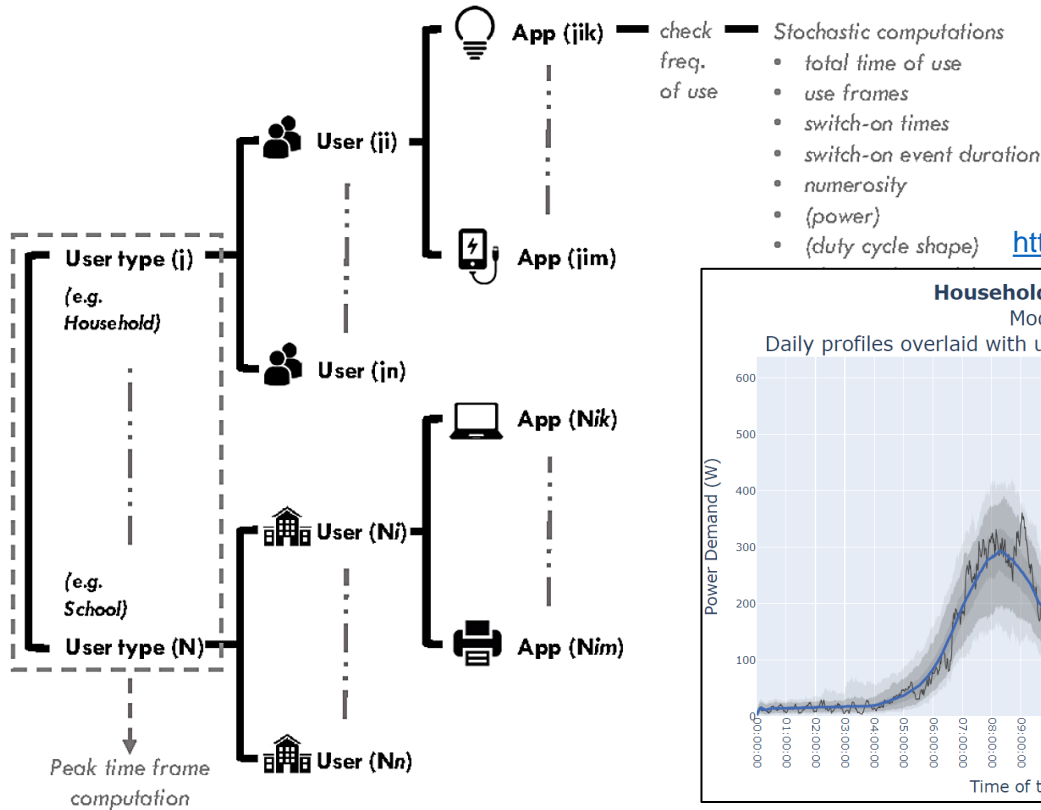 App (jik)
check
freq.
of use
Stochastic computations
• total time of use
• use frames
• switch-on times
• switch-on event duration
• numerosity
• (power)
• (duty cycle shape)
User (ji)
App (jim)
User type (j)
(e.g.
Household)
User (jn)
App (Nik)
User (Ni)
(e.g.
School)
User type (N)
App (Nim)
User (Nn)
Peak time frame
computation
htt
Household
Mod
Daily profiles overlaid with u
Power Demand (W)
600
500
400
300
200
100
0
00:00:00
01:00:00
02:00:00
03:00:00
04:00:00
05:00:00
06:00:00
07:00:00
08:00:00
09:00:00
Time of t